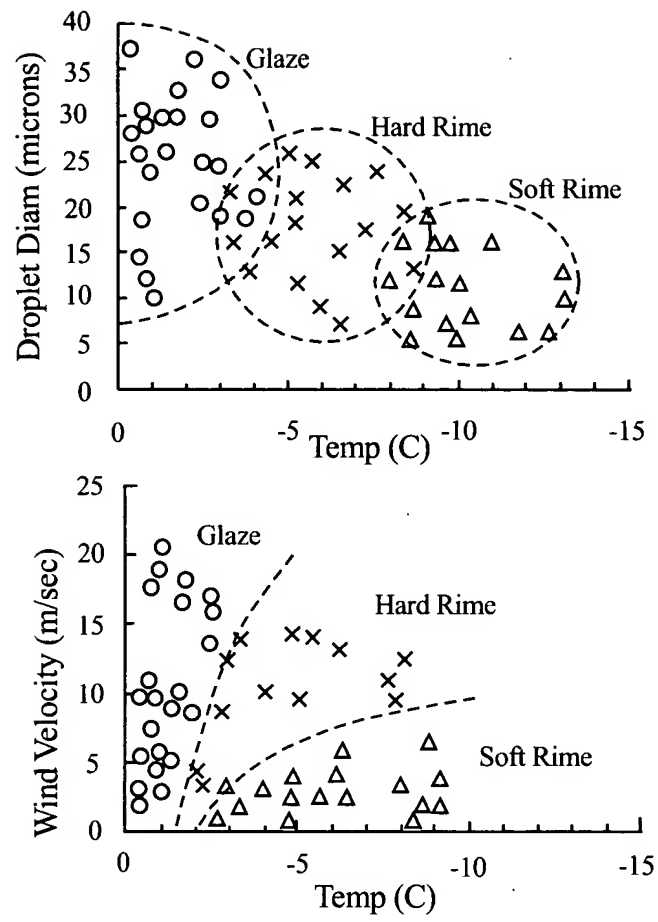 40
35
30
25
20
15
10
5
0
Droplet Diam (microns)
Glaze
Hard Rime
Soft Rime
0
-5
-10
-15
Temp (C)
25
20
15
10
5
0
Wind Velocity (m/sec)
Glaze
Hard Rime
Soft Rime
0
-5
-10
-15
Temp (C)